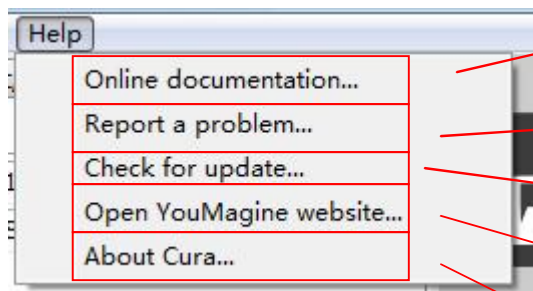 Help
Online documentation...
Report a problem...
Check for update...
Open YouMagine website...
About Cura...